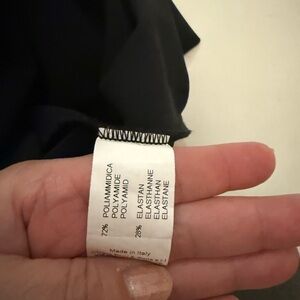 72% POLIAMMIDICA
POLYAMIDE
POLYAMID
28% ELASTAN
ELASTHANNE
ELASTHAN
ELASTANE
Made in Italy